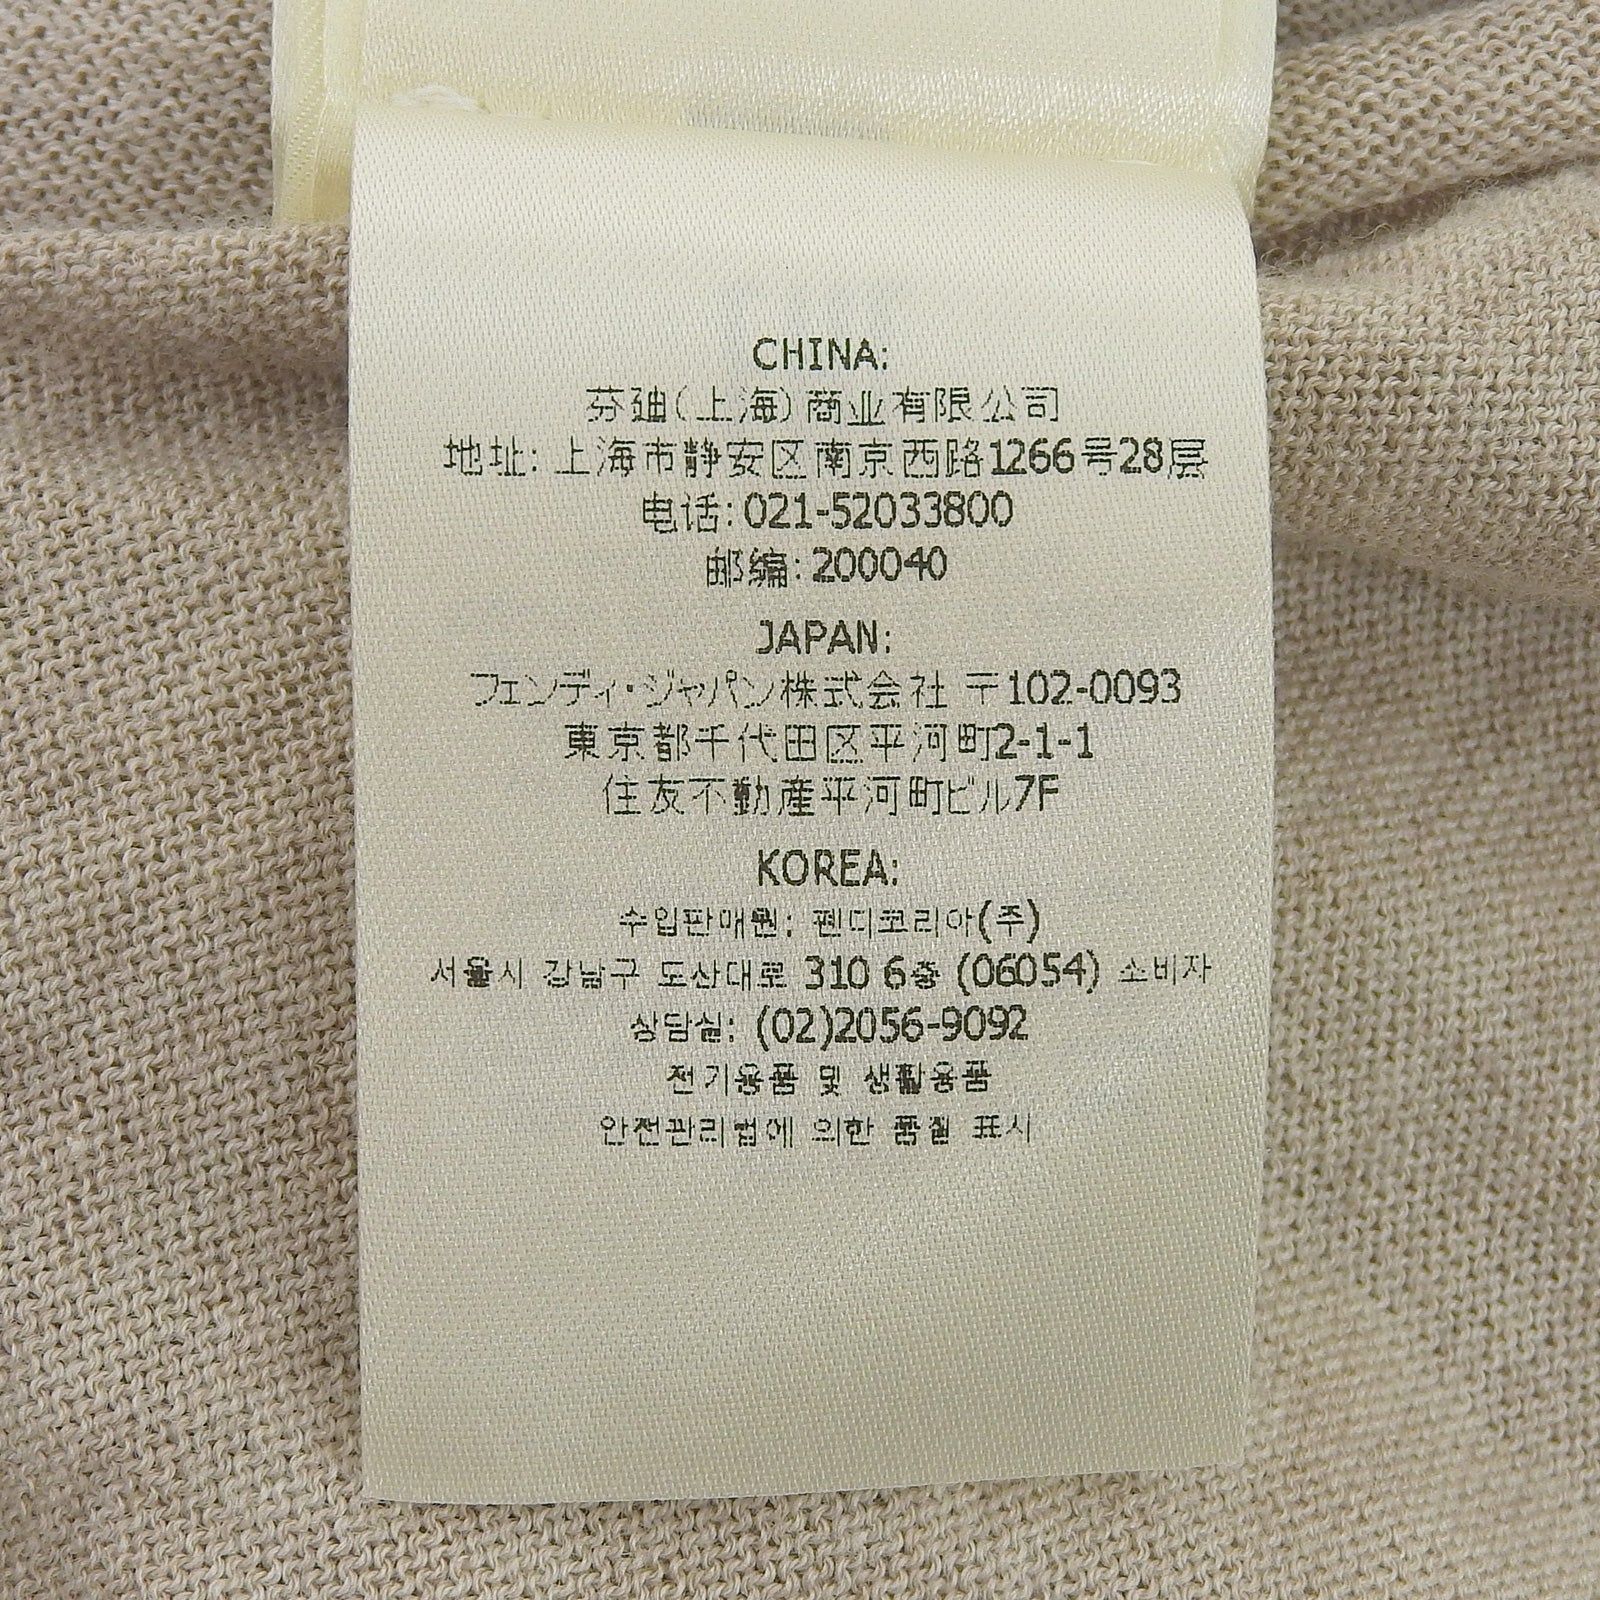 CHINA:
芬迪(上海)商业有限公司
地址: 上海市静安区南京西路1266号28层
电话: 021-52033800
邮编: 200040
JAPAN:
フェンディ・ジャパン株式会社 〒102-0093
東京都千代田区平河町2-1-1
住友不動産平河町ビル7F
KOREA:
수입판매원: 펜디코리아(주)
서울시 강남구 도산대로 310 6층 (06054) 소비자
상담실: (02)2056-9092
전기용품 및 생활용품
안전관리법에 의한 품질 표시